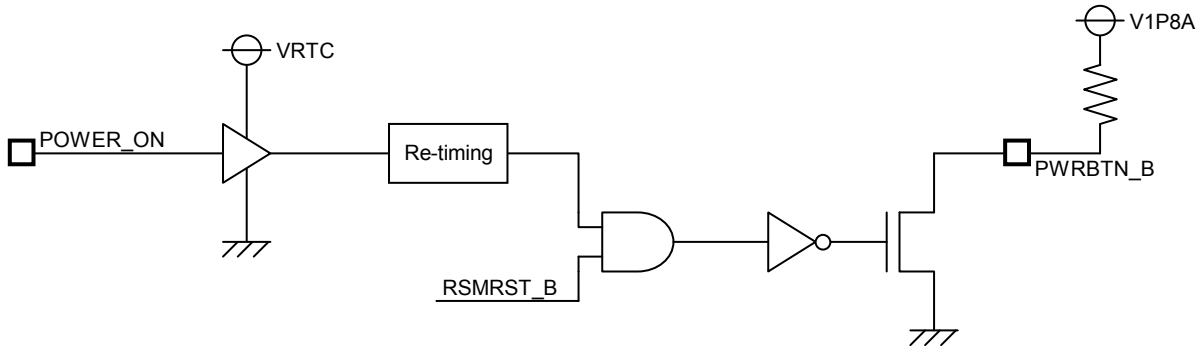 V1P8A
VRTC
POWER_ON
Re-timing
PWRBTN_B
RSMRST_B